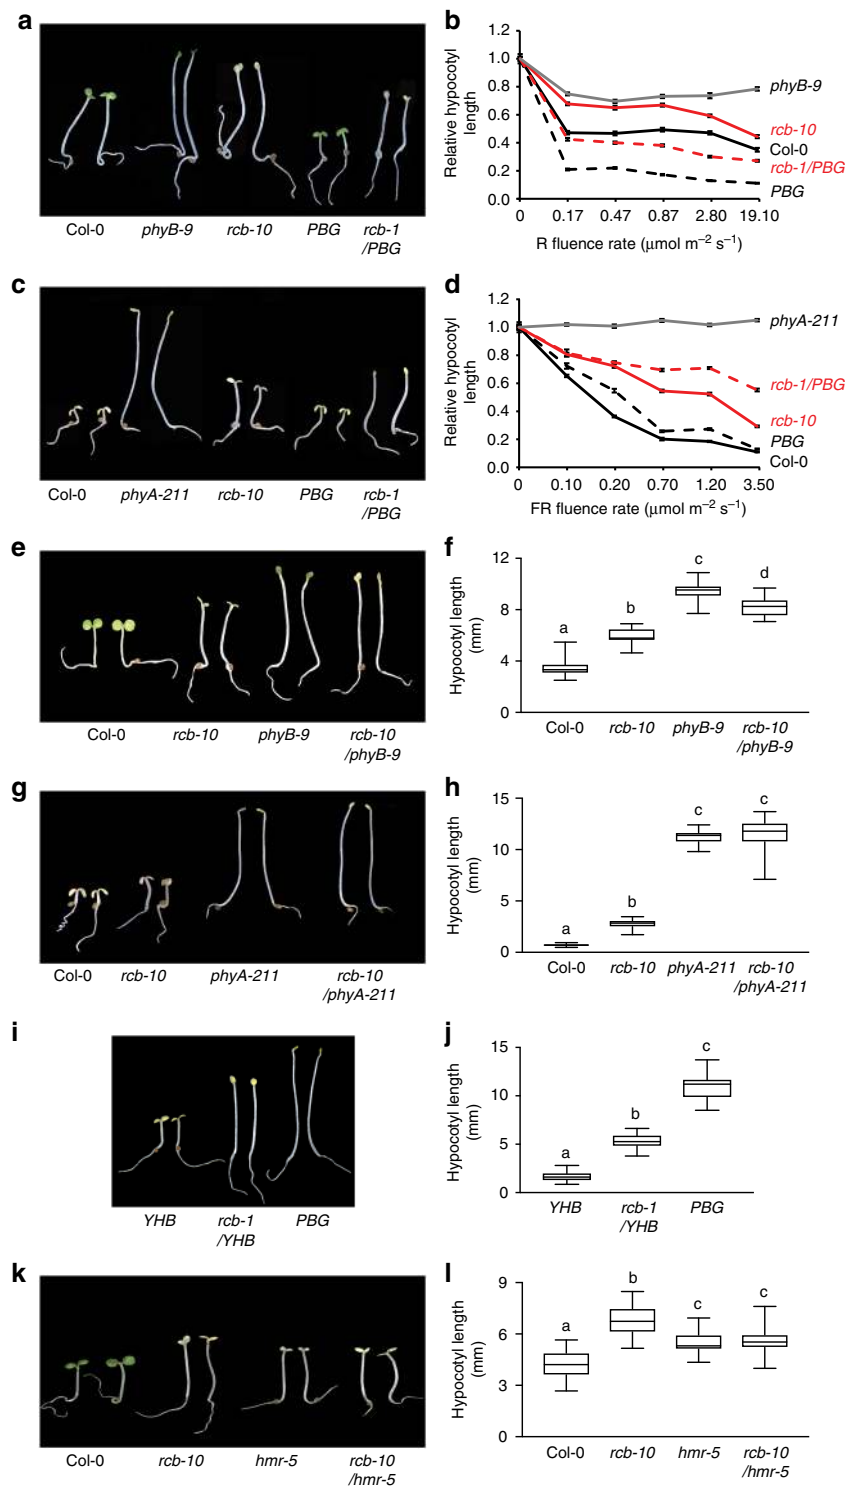 a
Col-0
phyB-9
rcb-10
PBG
rcb-1
/PBG
b
Relative hypocotyl
length
1.2
1.0
0.8
0.6
0.4
0.2
0.0
0
0.17
0.47
0.87
2.80
19.10
R fluence rate (μmol m−2 s−1)
phyB-9
rcb-10
Col-0
rcb-1/PBG
PBG
c
Col-0
phyA-211
rcb-10
PBG
rcb-1
/PBG
d
Relative hypocotyl
length
1.2
1.0
0.8
0.6
0.4
0.2
0.0
0
0.10
0.20
0.70
1.20
3.50
FR fluence rate (μmol m−2 s−1)
phyA-211
rcb-1/PBG
rcb-10
PBG
Col-0
e
Col-0
rcb-10
phyB-9
rcb-10
/phyB-9
f
Hypocotyl length
(mm)
12
8
4
0
a
b
c
d
Col-0
rcb-10
phyB-9
rcb-10
/phyB-9
g
Col-0
rcb-10
phyA-211
rcb-10
/phyA-211
h
Hypocotyl length
(mm)
15
10
5
0
a
b
c
c
Col-0
rcb-10
phyA-211
rcb-10
/phyA-211
i
YHB
rcb-1
/YHB
PBG
j
Hypocotyl length
(mm)
15
10
5
0
a
b
c
YHB
rcb-1
/YHB
PBG
k
Col-0
rcb-10
hmr-5
rcb-10
/hmr-5
l
Hypocotyl length
(mm)
9
6
3
0
a
b
c
c
Col-0
rcb-10
hmr-5
rcb-10
/hmr-5